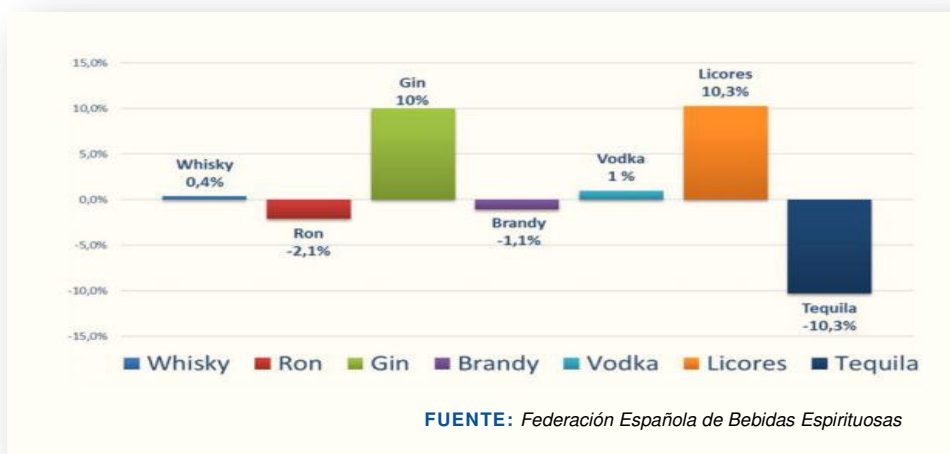 15,0%
10,0%
5,0%
0,0%
-5,0%
-10,0%
-15,0%
Whisky
0,4%
Ron
-2,1%
Gin
10%
Brandy
-1,1%
Vodka
1 %
Licores
10,3%
Tequila
-10,3%
Whisky Ron Gin Brandy Vodka Licores Tequila
FUENTE: Federación Española de Bebidas Espirituosas